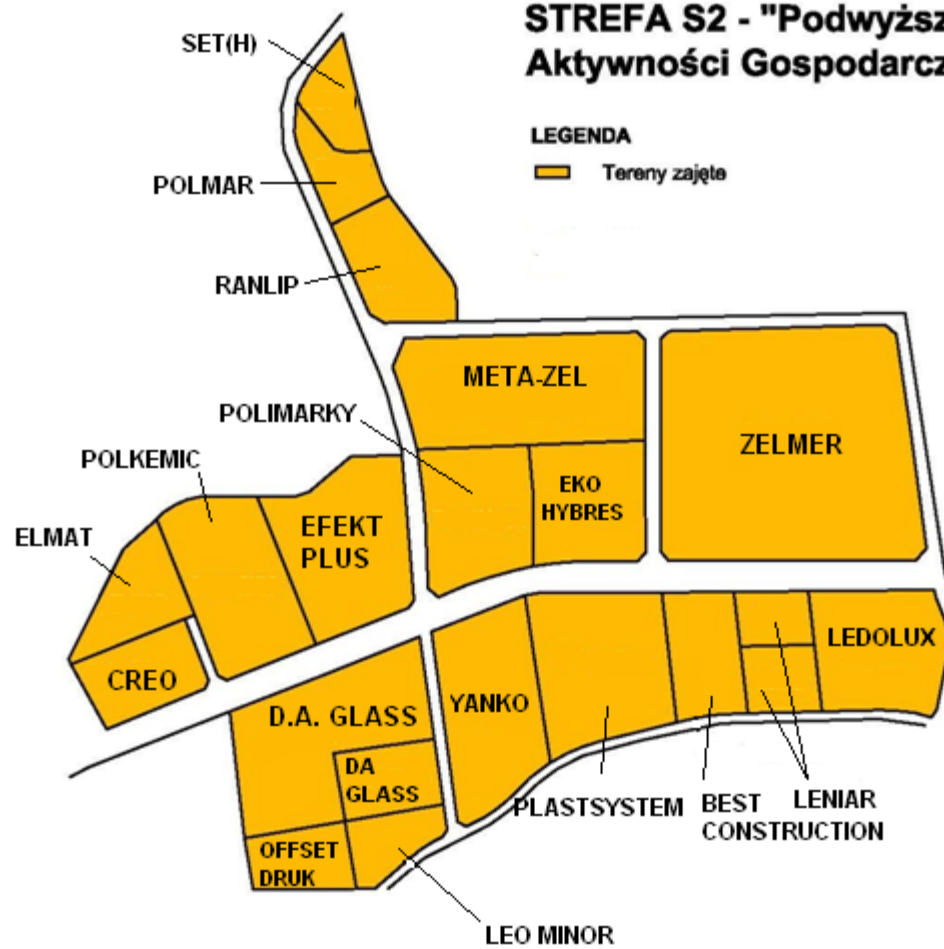 STREFA S2 - "Podwyższ
Aktywności Gospodarcz
LEGENDA
Tereny zajęte
SET(H)
POLMAR
RANLIP
META-ZEL
POLIMARKY
ZELMER
POLKEMIC
EKO
HYBRES
ELMAT
EFEKT
PLUS
CREO
LEDOLUX
YANKO
D.A. GLASS
DA
GLASS
PLASTSYSTEM
BEST
CONSTRUCTION
LENIAR
OFFSET
DRUK
LEO MINOR